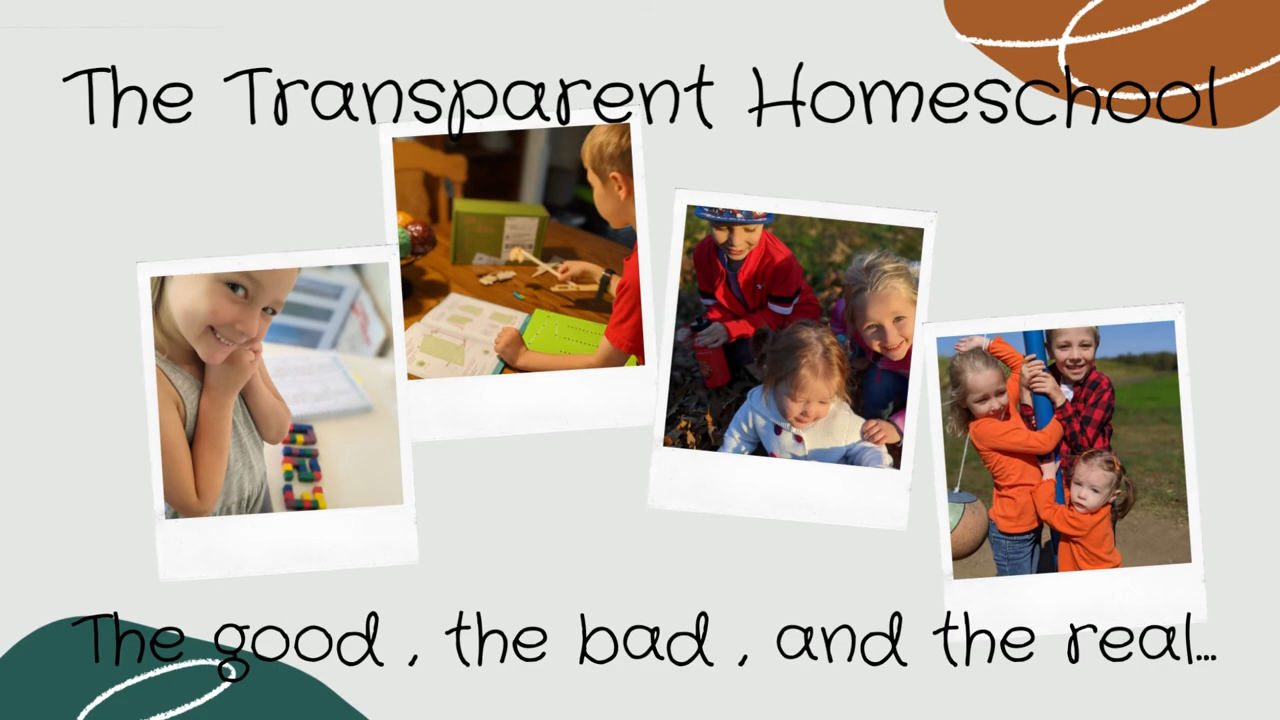 The Transparent Homeschool
The good , the bad , and the real...